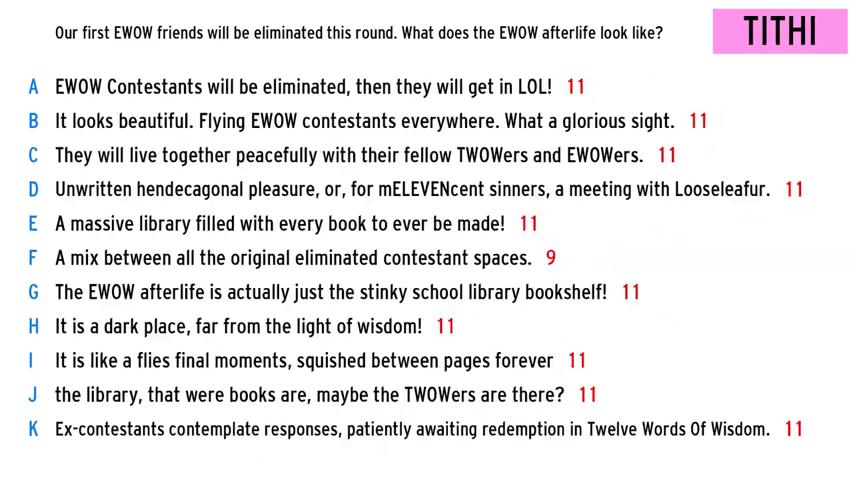 Our first EWOW friends will be eliminated this round. What does the EWOW afterlife look like?
TITHI
A EWOW Contestants will be eliminated, then they will get in LOL! 11
B It looks beautiful. Flying EWOW contestants everywhere. What a glorious sight. 11
C They will live together peacefully with their fellow TWOWers and EWOWers. 11
D Unwritten hendecagonal pleasure, or, for mELEVENcent sinners, a meeting with Looseleafur. 11
E A massive library filled with every book to ever be made! 11
F A mix between all the original eliminated contestant spaces. 9
G The EWOW afterlife is actually just the stinky school library bookshelf! 11
H It is a dark place, far from the light of wisdom! 11
I It is like a flies final moments, squished between pages forever 11
J the library, that were books are, maybe the TWOWers are there? 11
K Ex-contestants contemplate responses, patiently awaiting redemption in Twelve Words Of Wisdom. 11